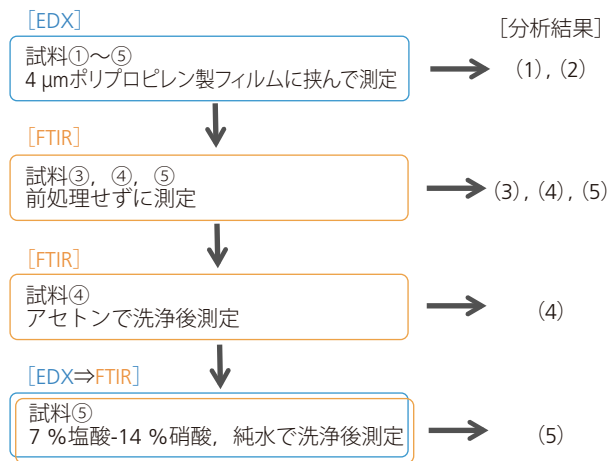 [EDX]
[分析結果]
試料①～⑤
4 μmポリプロピレン製フィルムに挟んで測定
(1), (2)
[FTIR]
試料③, ④, ⑤
前処理せずに測定
(3), (4), (5)
[FTIR]
試料④
アセトンで洗浄後測定
(4)
[EDX⇒FTIR]
試料⑤
7 %塩酸-14 %硝酸, 純水で洗浄後測定
(5)